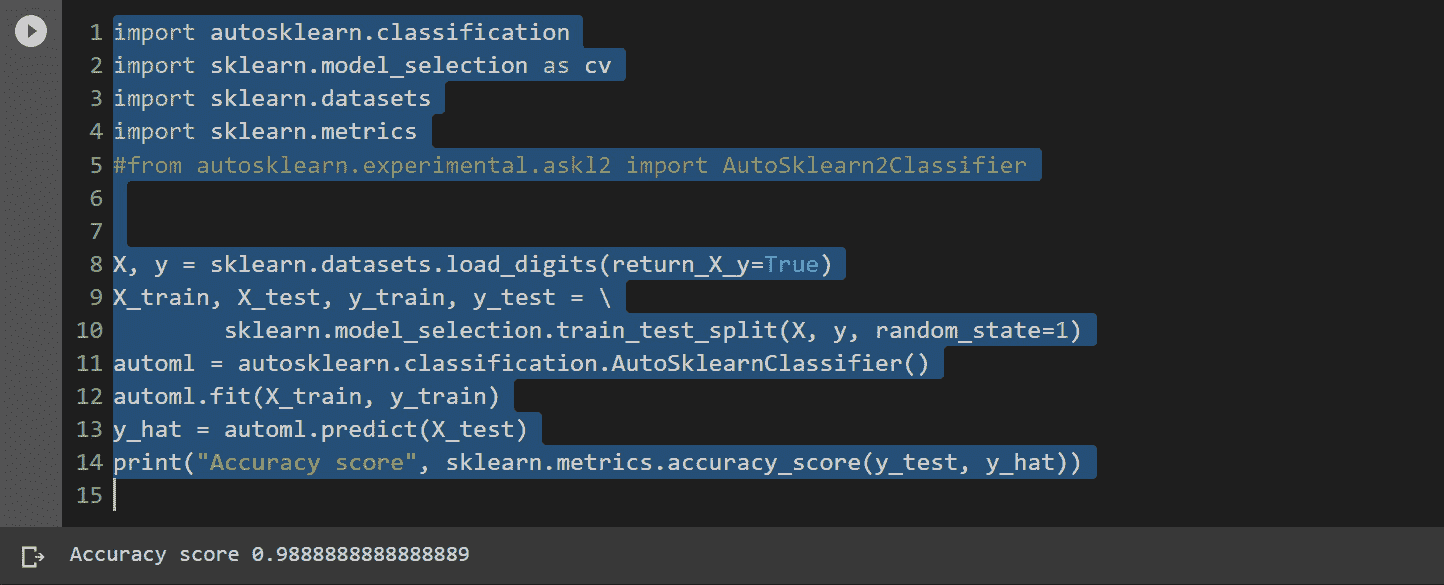 1 import autosklearn.classification
2 import sklearn.model_selection as cv
3 import sklearn.datasets
4 import sklearn.metrics
5 #from autosklearn.experimental.askl2 import AutoSklearn2Classifier
6
7
8 X, y = sklearn.datasets.load_digits(return_X_y=True)
9 X_train, X_test, y_train, y_test = \
10         sklearn.model_selection.train_test_split(X, y, random_state=1)
11 automl = autosklearn.classification.AutoSklearnClassifier()
12 automl.fit(X_train, y_train)
13 y_hat = automl.predict(X_test)
14 print("Accuracy score", sklearn.metrics.accuracy_score(y_test, y_hat))
15
Accuracy score 0.9888888888888889